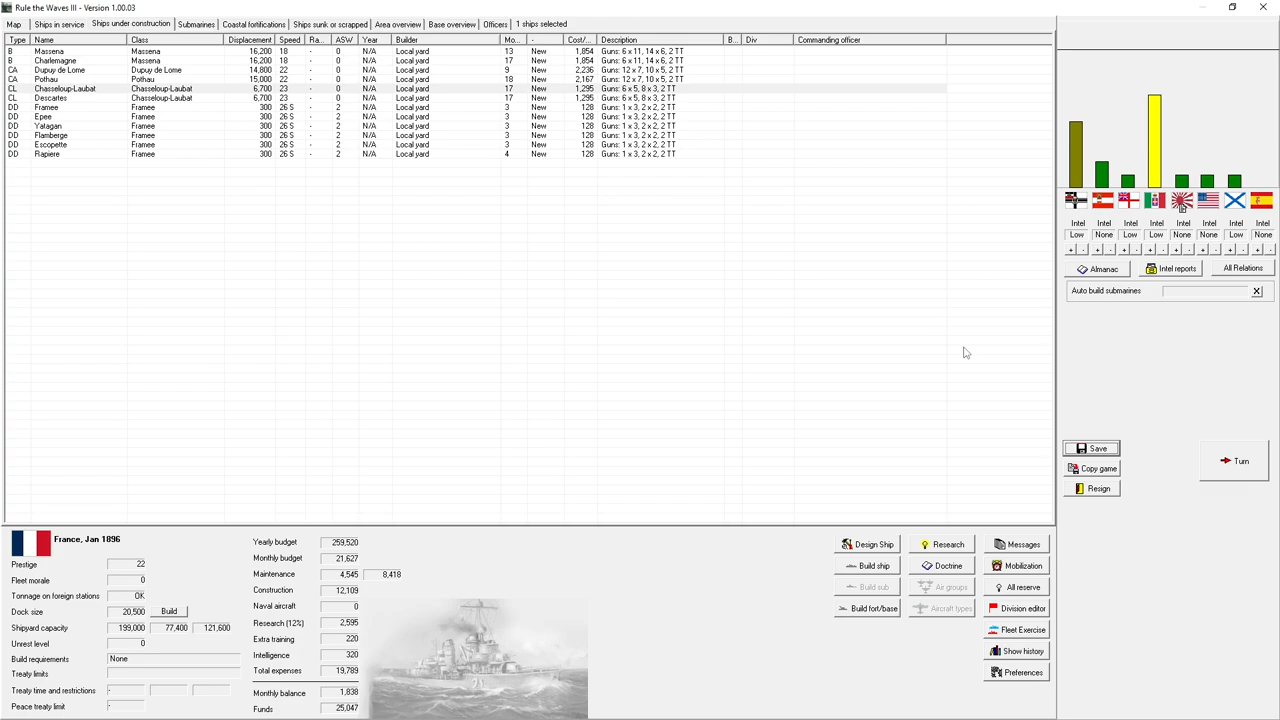 Rule the Waves III - Version 1.00.03
Map Ships in service Ships under construction Submarines Coastal fortifications Ships sunk or scrapped Area overview Base overview Officers 1 ships selected
Type Name Class Displacement Speed Ra... ASW Year Builder Mo... - Cost/... Description B... Div Commanding officer
B Massena Massena 16,200 18 - 0 N/A Local yard 13 New 1,854 Guns: 6 x 11, 14 x 6, 2 TT
B Charlemagne Massena 16,200 18 - 0 N/A Local yard 17 New 1,854 Guns: 6 x 11, 14 x 6, 2 TT
CA Dupuy de Lome Dupuy de Lome 14,800 22 - 0 N/A Local yard 9 New 2,236 Guns: 12 x 7, 10 x 5, 2 TT
CA Pothau Pothau 15,000 22 - 0 N/A Local yard 18 New 2,167 Guns: 12 x 7, 10 x 5, 2 TT
CL Chasseloup-Laubat Chasseloup-Laubat 6,700 23 - 0 N/A Local yard 17 New 1,295 Guns: 6 x 5, 8 x 3, 2 TT
CL Descartes Chasseloup-Laubat 6,700 23 - 0 N/A Local yard 17 New 1,295 Guns: 6 x 5, 8 x 3, 2 TT
DD Framee Framee 300 26 S - 2 N/A Local yard 3 New 128 Guns: 1 x 3, 2 x 2, 2 TT
DD Epee Framee 300 26 S - 2 N/A Local yard 3 New 128 Guns: 1 x 3, 2 x 2, 2 TT
DD Yatagan Framee 300 26 S - 2 N/A Local yard 3 New 128 Guns: 1 x 3, 2 x 2, 2 TT
DD Flamberge Framee 300 26 S - 2 N/A Local yard 3 New 128 Guns: 1 x 3, 2 x 2, 2 TT
DD Escopette Framee 300 26 S - 2 N/A Local yard 3 New 128 Guns: 1 x 3, 2 x 2, 2 TT
DD Rapiere Framee 300 26 S - 2 N/A Local yard 4 New 128 Guns: 1 x 3, 2 x 2, 2 TT
Intel Intel Intel Intel Intel Intel Intel Intel
Low None Low Low None None Low None
+ - + - + - + - + - + - + - + -
Almanac Intel reports All Relations
Auto build submarines X
Save
Copy game
Resign
Turn
France, Jan 1896
Prestige 22
Fleet morale 0
Tonnage on foreign stations OK
Dock size 20,500 Build
Shipyard capacity 199,000 77,400 121,600
Unrest level 0
Build requirements None
Treaty limits
Treaty time and restrictions -
Peace treaty limit -
Yearly budget 259,520
Monthly budget 21,627
Maintenance 4,545 8,418
Construction 12,109
Naval aircraft 0
Research (12%) 2,595
Extra training 220
Intelligence 320
Total expenses 19,789
Monthly balance 1,838
Funds 25,047
Design Ship Research Messages
Build ship Doctrine Mobilization
Build sub Air groups All reserve
Build fort/base Aircraft types Division editor
Fleet Exercise
Show history
Preferences